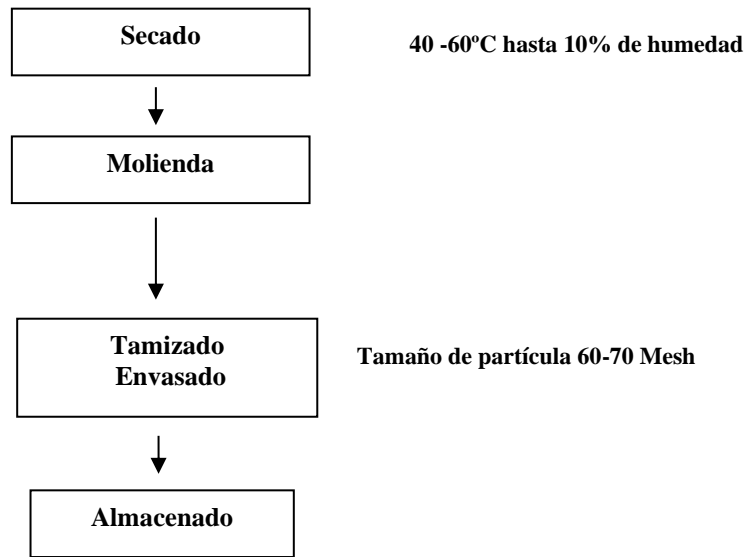 Secado
40 -60ºC hasta 10% de humedad
Molienda
Tamizado
Envasado
Tamaño de partícula 60-70 Mesh
Almacenado